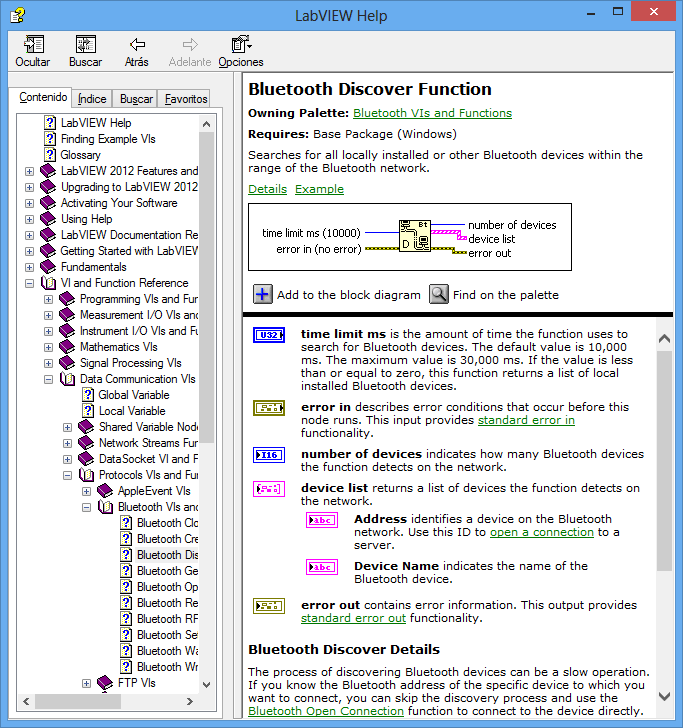 LabVIEW Help
Ocultar Buscar Atrás Adelante Opciones
Contenido Índice Buscar Favoritos
LabVIEW Help
Finding Example VIs
Glossary
LabVIEW 2012 Features and
Upgrading to LabVIEW 2012
Activating Your Software
Using Help
LabVIEW Documentation Re
Getting Started with LabVIEW
Fundamentals
VI and Function Reference
Programming VIs and Fun
Measurement I/O VIs and
Instrument I/O VIs and Fu
Mathematics VIs
Signal Processing VIs
Data Communication VIs
Global Variable
Local Variable
Shared Variable Node
Network Streams Fun
DataSocket VI and F
Protocols VIs and Fun
AppleEvent VIs
Bluetooth VIs and
Bluetooth Clo
Bluetooth Cre
Bluetooth Dis
Bluetooth Ge
Bluetooth Op
Bluetooth Re
Bluetooth RF
Bluetooth Set
Bluetooth Wa
Bluetooth Wr
FTP VIs
Bluetooth Discover Function
Owning Palette: Bluetooth VIs and Functions
Requires: Base Package (Windows)
Searches for all locally installed or other Bluetooth devices within the
range of the Bluetooth network.
Details Example
time limit ms (10000)
error in (no error)
Bt
D
number of devices
device list
error out
Add to the block diagram Find on the palette
U32 time limit ms is the amount of time the function uses to
search for Bluetooth devices. The default value is 10,000
ms. The maximum value is 30,000 ms. If the value is less
than or equal to zero, this function returns a list of local
installed Bluetooth devices.
error in describes error conditions that occur before this
node runs. This input provides standard error in
functionality.
I16 number of devices indicates how many Bluetooth devices
the function detects on the network.
device list returns a list of devices the function detects on
the network.
abc Address identifies a device on the Bluetooth
network. Use this ID to open a connection to a
server.
abc Device Name indicates the name of the
Bluetooth device.
error out contains error information. This output provides
standard error out functionality.
Bluetooth Discover Details
The process of discovering Bluetooth devices can be a slow operation.
If you know the Bluetooth address of the specific device to which you
want to connect, you can skip the discovery process and use the
Bluetooth Open Connection function to connect to the device directly.